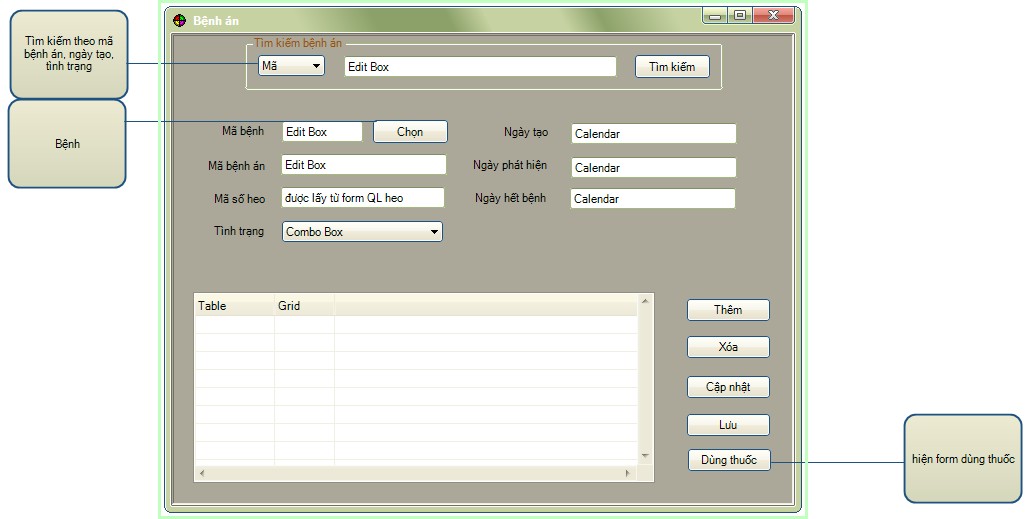 Tìm kiếm theo mã
bệnh án, ngày tạo,
tình trạng
Bệnh
Bệnh án
Tìm kiếm bệnh án
Mã
Edit Box
Tìm kiếm
Mã bệnh
Edit Box
Chọn
Ngày tạo
Calendar
Mã bệnh án
Edit Box
Ngày phát hiện
Calendar
Mã số heo
được lấy từ form QL heo
Ngày hết bệnh
Calendar
Tình trạng
Combo Box
Table
Grid
Thêm
Xóa
Cập nhật
Lưu
Dùng thuốc
hiện form dùng thuốc